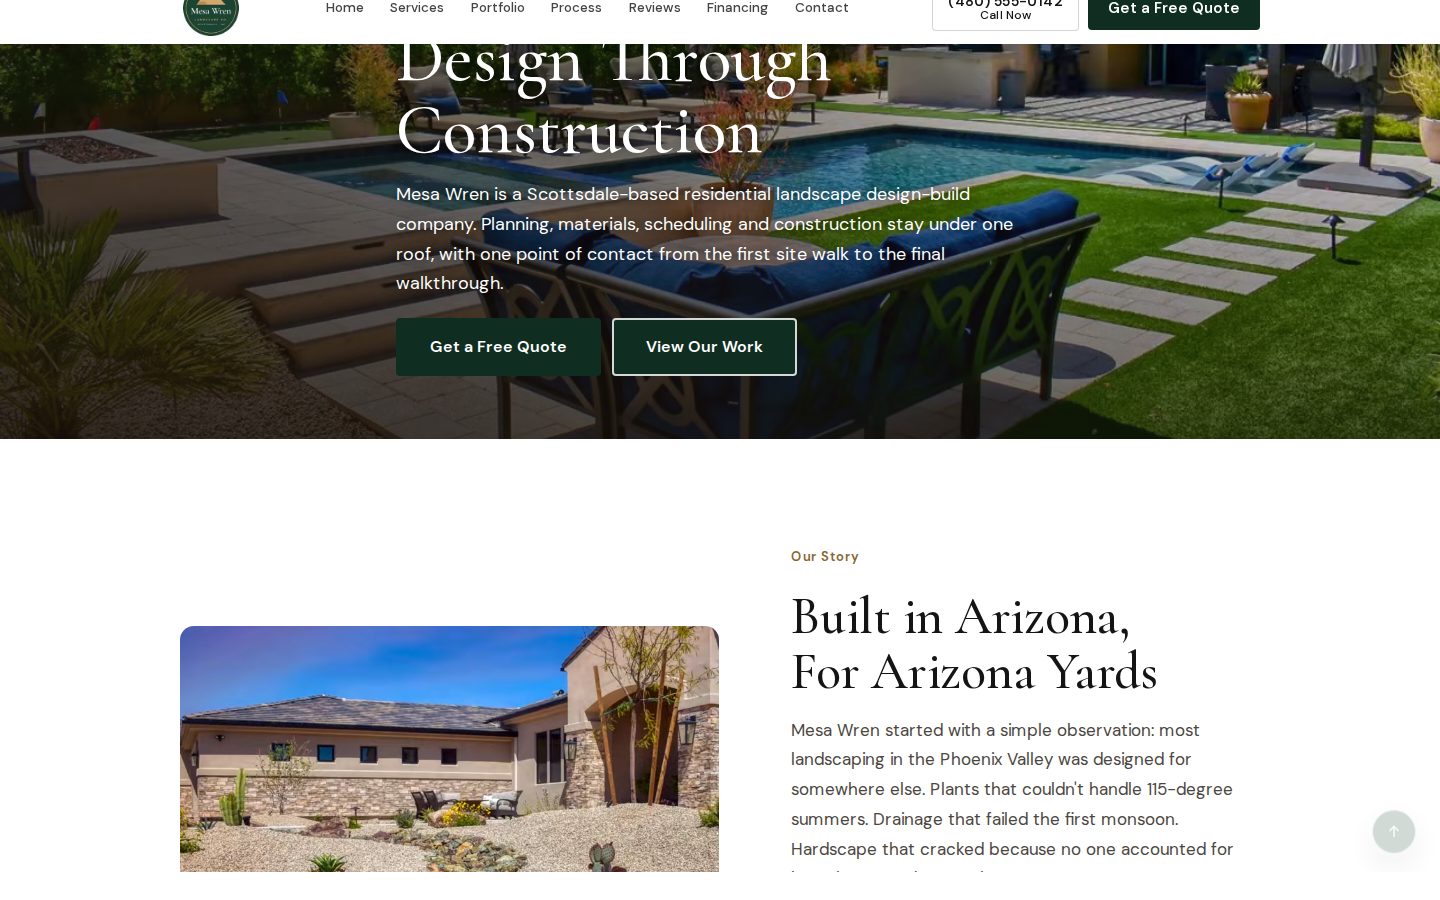 Mesa Wren
Home Services Portfolio Process Reviews Financing Contact
(480) 555-0142
Call Now
Get a Free Quote
Design Through
Construction
Mesa Wren is a Scottsdale-based residential landscape design-build
company. Planning, materials, scheduling and construction stay under one
roof, with one point of contact from the first site walk to the final
walkthrough.
Get a Free Quote
View Our Work
Our Story
Built in Arizona,
For Arizona Yards
Mesa Wren started with a simple observation: most
landscaping in the Phoenix Valley was designed for
somewhere else. Plants that couldn't handle 115-degree
summers. Drainage that failed the first monsoon.
Hardscape that cracked because no one accounted for